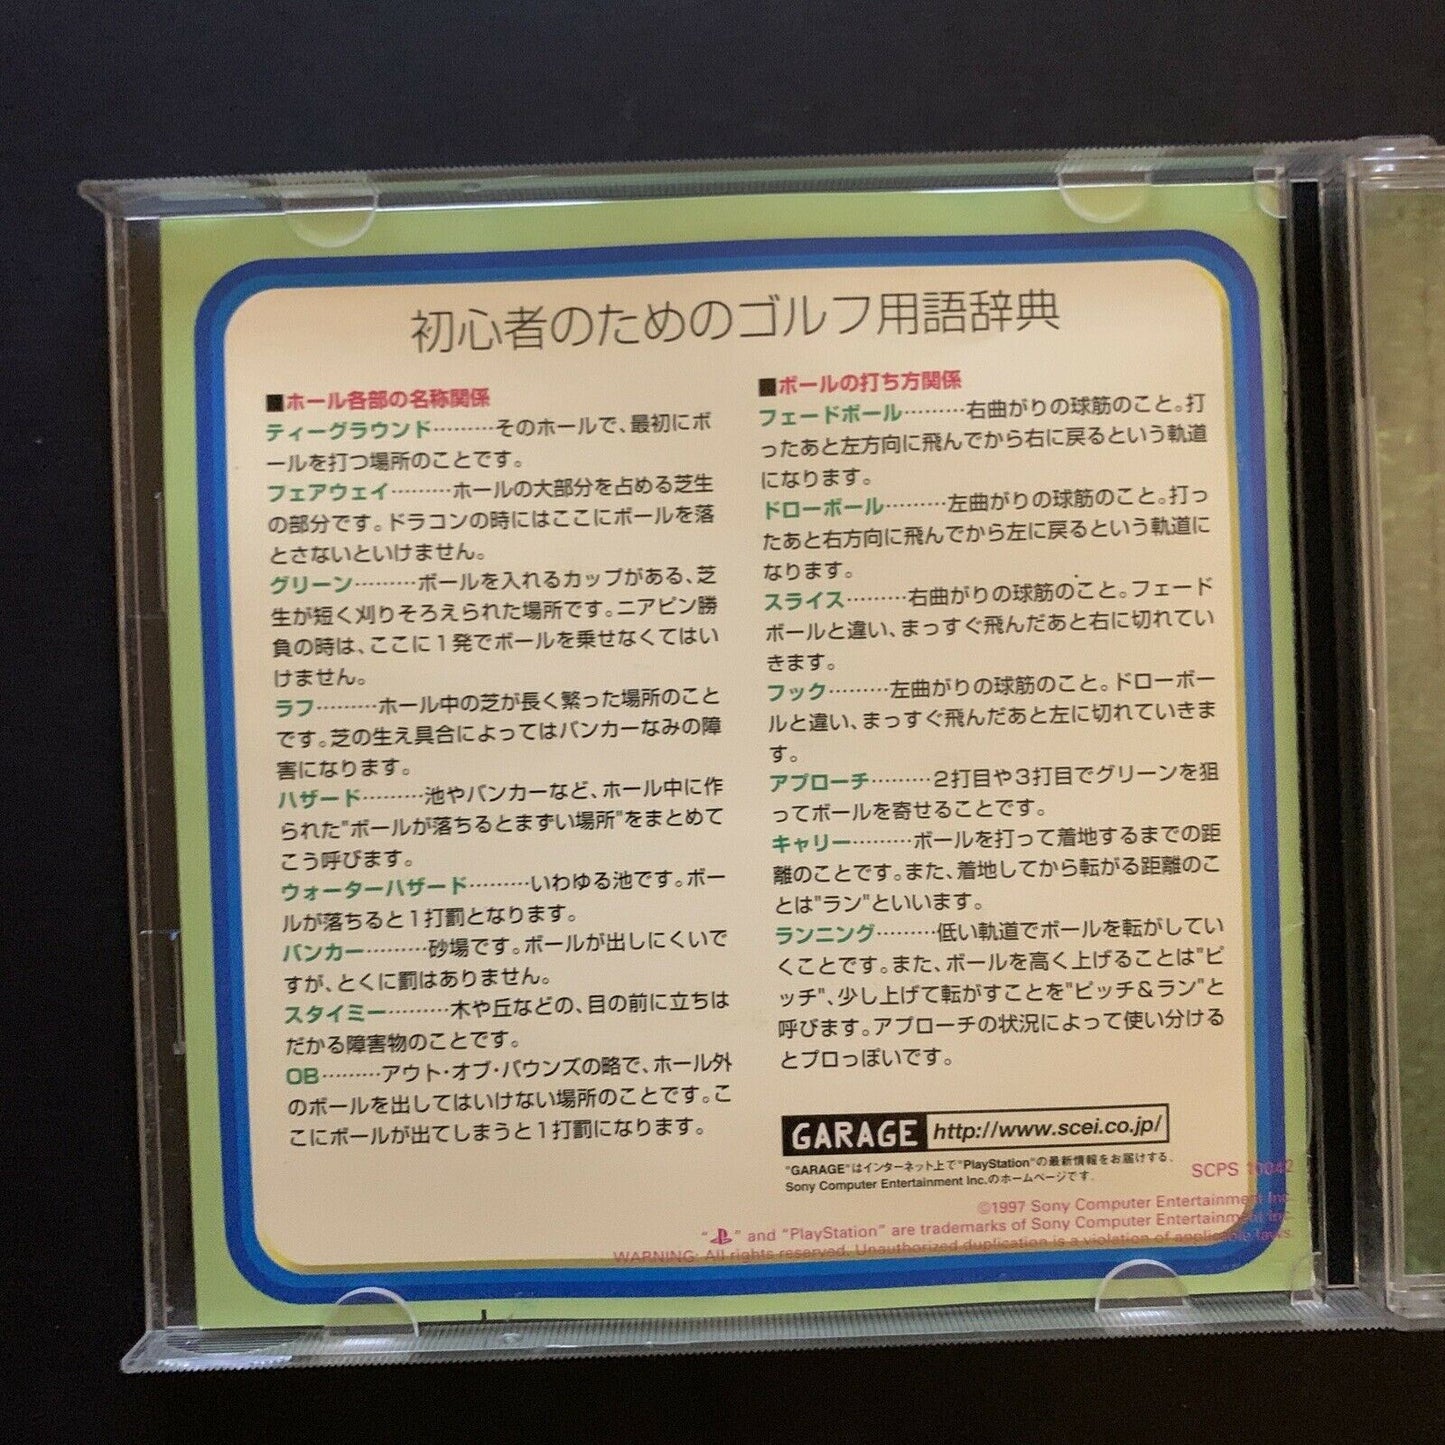 初心者のためのゴルフ用語辞典
■ホール各部の名称関係
ティーグラウンド………そのホールで、最初にボ
ールを打つ場所のことです。
フェアウェイ………ホールの大部分を占める芝生
の部分です。ドラコンの時にはここにボールを落
とさないといけません。
グリーン………ボールを入れるカップがある、芝
生が短く刈りそろえられた場所です。ニアピン勝
負の時は、ここに1発でボールを乗せなくてはい
けません。
ラフ………ホール中の芝が長く繁った場所のこと
です。芝の生え具合によってはバンカーなみの障
害になります。
ハザード………池やバンカーなど、ホール中に作
られた"ボールが落ちるとまずい場所"をまとめて
こう呼びます。
ウォーターハザード………いわゆる池です。ボー
ルが落ちると1打罰となります。
バンカー………砂場です。ボールが出しにくいで
すが、とくに罰はありません。
スタイミー………木や丘などの、目の前に立ちは
だかる障害物のことです。
OB………アウト・オブ・バウンズの略で、ホール外
のボールを出してはいけない場所のことです。こ
こにボールが出てしまうと1打罰になります。
■ボールの打ち方関係
フェードボール………右曲がりの球筋のこと。打
ったあと左方向に飛んでから右に戻るという軌道
になります。
ドローボール………左曲がりの球筋のこと。打っ
たあと右方向に飛んでから左に戻るという軌道に
なります。
スライス………右曲がりの球筋のこと。フェード
ボールと違い、まっすぐ飛んだあと右に切れてい
きます。
フック………左曲がりの球筋のこと。ドローボー
ルと違い、まっすぐ飛んだあと左に切れていきま
す。
アプローチ………2打目や3打目でグリーンを狙
ってボールを寄せることです。
キャリー………ボールを打って着地するまでの距
離のことです。また、着地してから転がる距離のこ
とは"ラン"といいます。
ランニング………低い軌道でボールを転がしてい
くことです。また、ボールを高く上げることは"ピ
ッチ"、少し上げて転がすことを"ピッチ&ラン"と
呼びます。アプローチの状況によって使い分ける
とプロっぽいです。
GARAGE http://www.scei.co.jp/
"GARAGE"はインターネット上で"PlayStation"の最新情報をお届けする、
Sony Computer Entertainment Inc.のホームページです。
SCPS 10042
©1997 Sony Computer Entertainment Inc.
" " and "PlayStation" are trademarks of Sony Computer Entertainment Inc.
WARNING: All rights reserved. Unauthorized duplication is a violation of applicable laws.